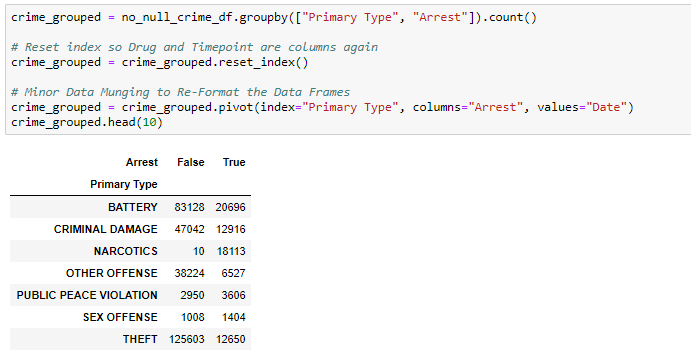 crime_grouped = no_null_crime_df.groupby(["Primary Type", "Arrest"]).count()
# Reset index so Drug and Timepoint are columns again
crime_grouped = crime_grouped.reset_index()
# Minor Data Munging to Re-Format the Data Frames
crime_grouped = crime_grouped.pivot(index="Primary Type", columns="Arrest", values="Date")
crime_grouped.head(10)
Arrest False True
Primary Type
BATTERY 83128 20696
CRIMINAL DAMAGE 47042 12916
NARCOTICS 10 18113
OTHER OFFENSE 38224 6527
PUBLIC PEACE VIOLATION 2950 3606
SEX OFFENSE 1008 1404
THEFT 125603 12650